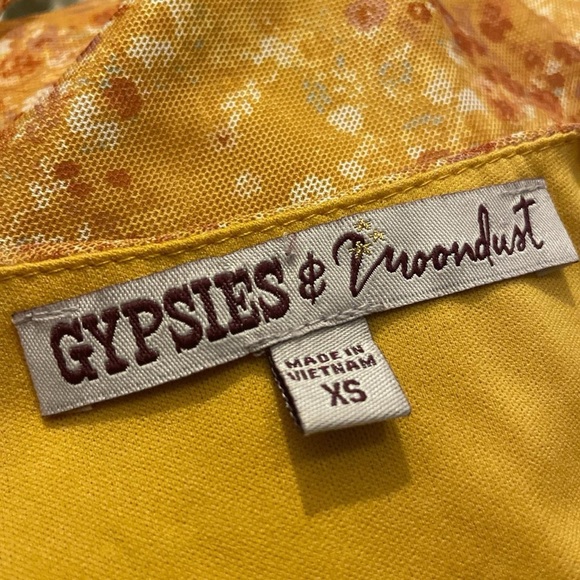 GYPSIES & Moondust
MADE IN
VIETNAM
XS